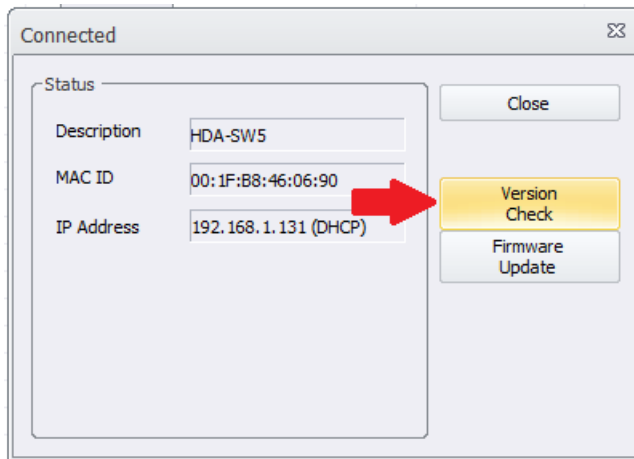 Connected
Status
Close
Description HDA-SW5
MAC ID 00:1F:B8:46:06:90
Version
Check
IP Address 192.168.1.131 (DHCP)
Firmware
Update